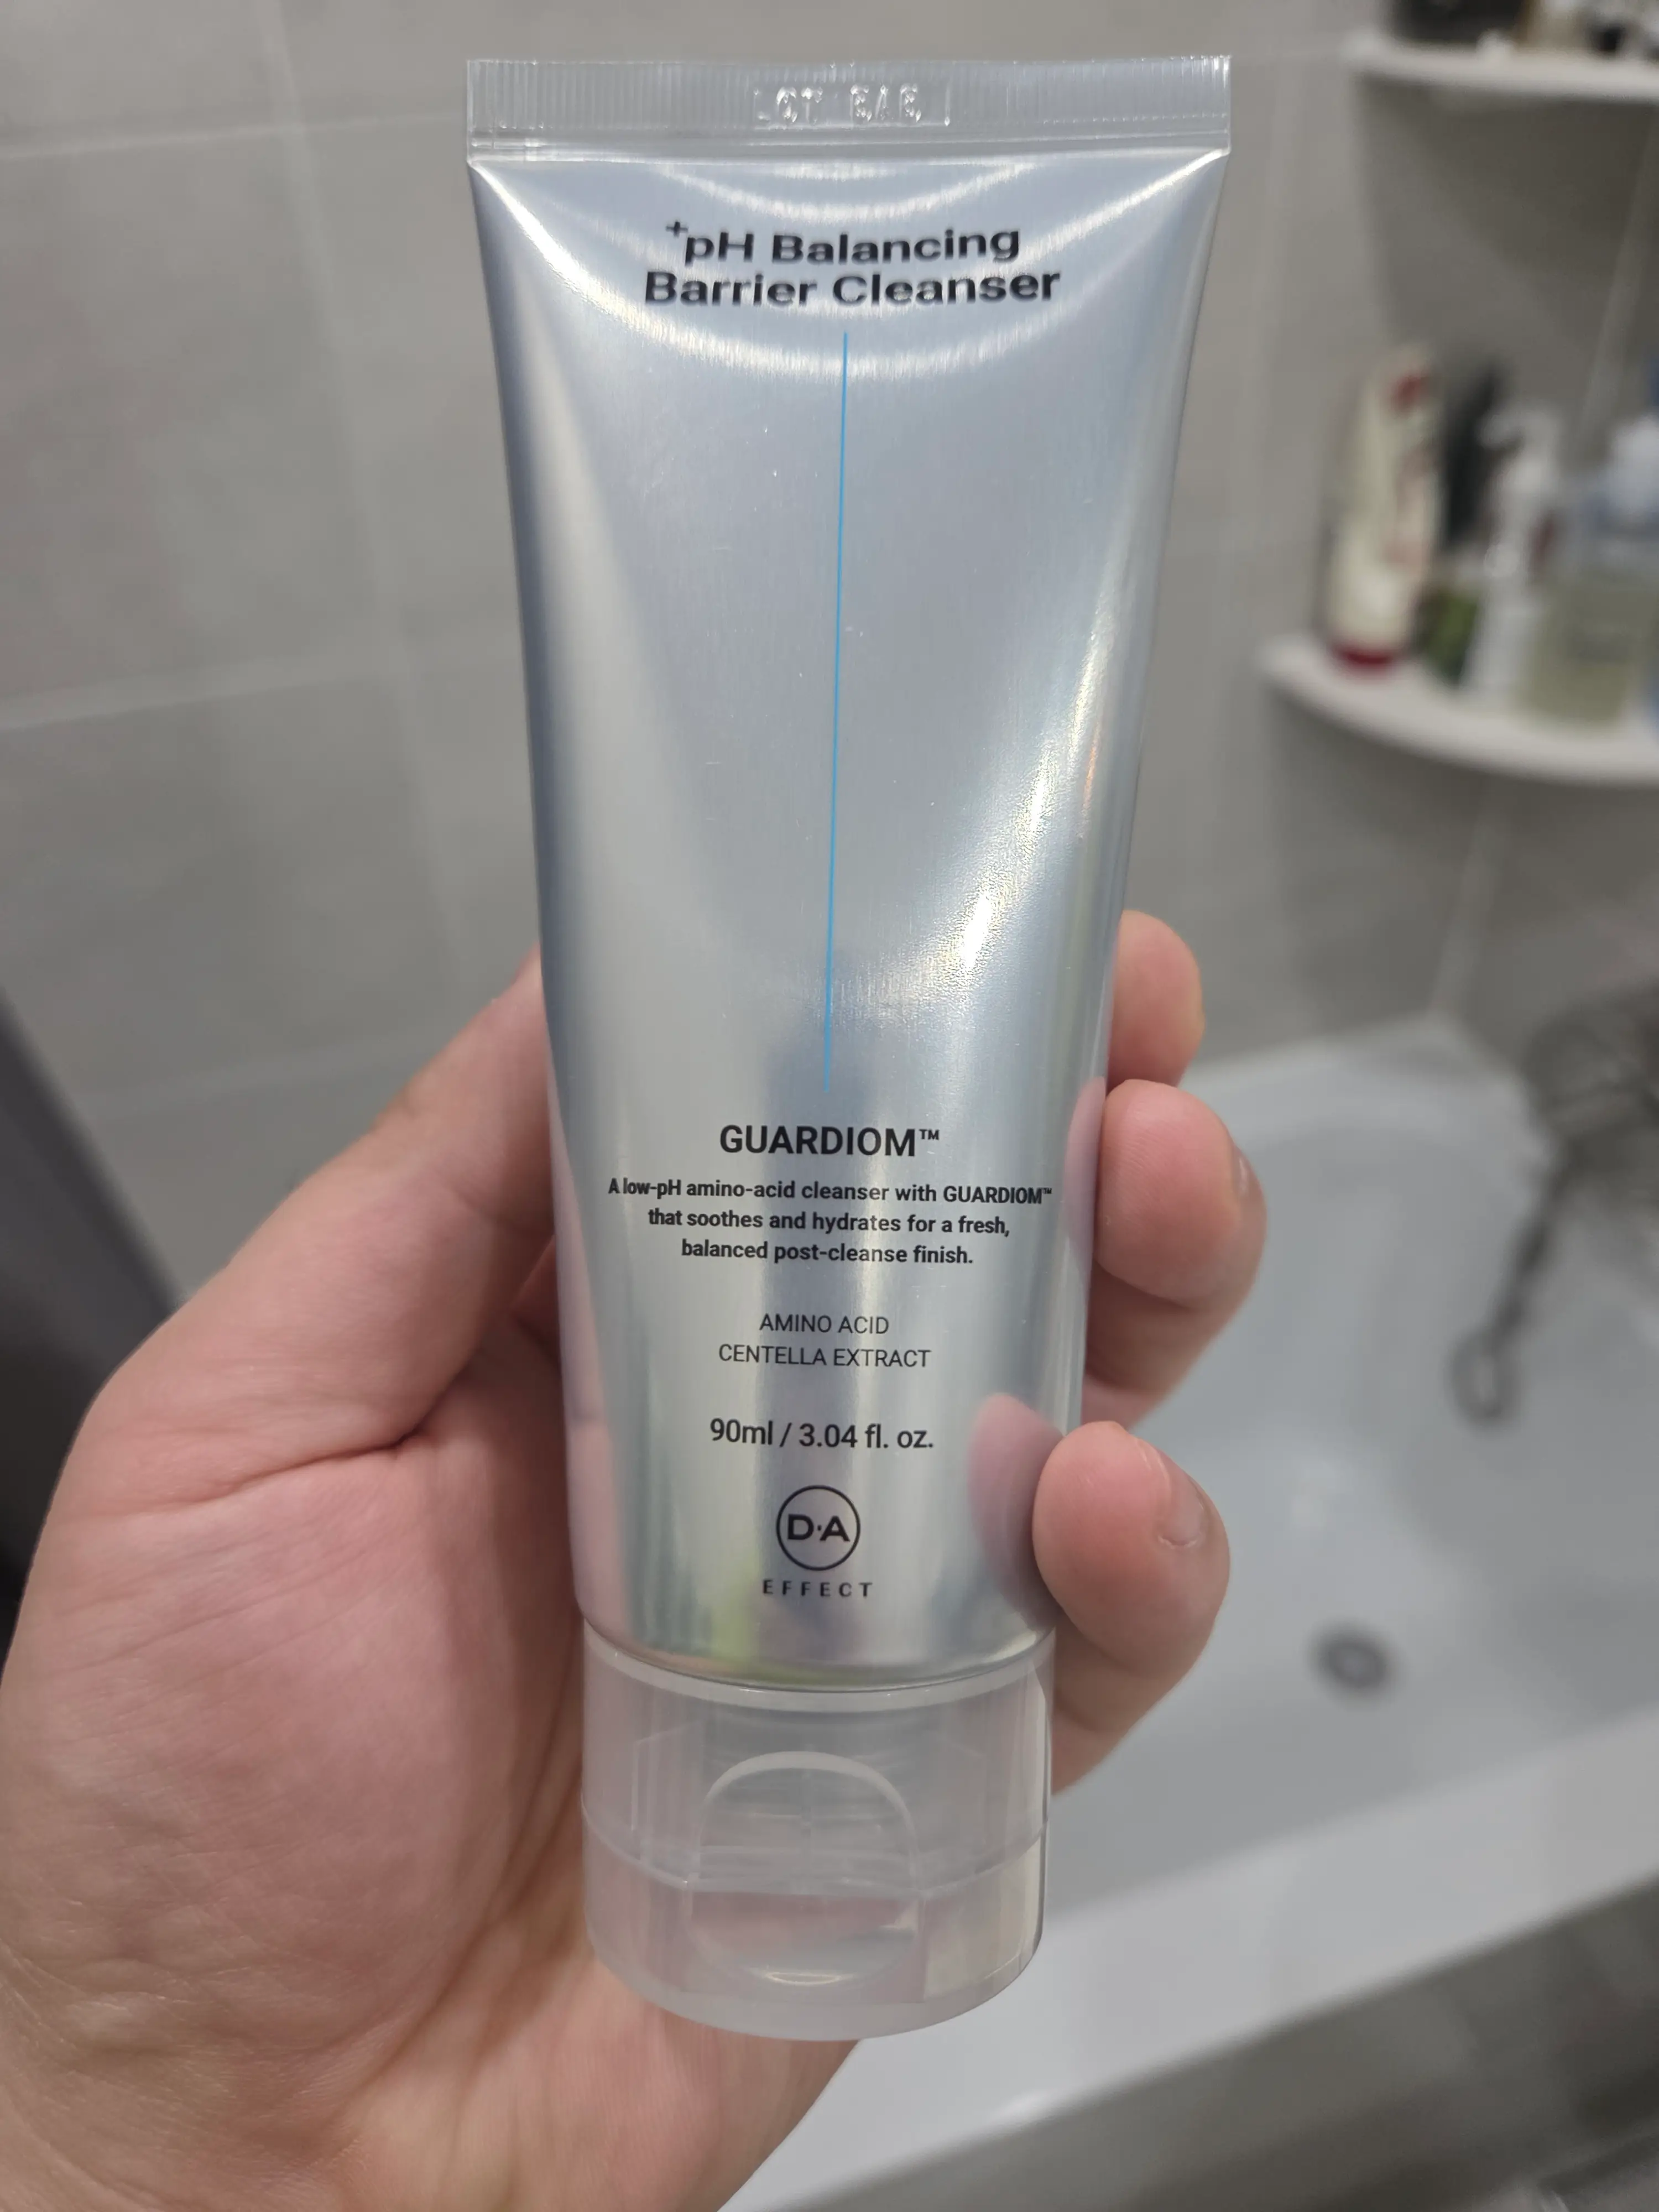 ⁺pH Balancing
Barrier Cleanser
GUARDIOM™
A low-pH amino-acid cleanser with GUARDIOM™
that soothes and hydrates for a fresh,
balanced post-cleanse finish.
AMINO ACID
CENTELLA EXTRACT
90ml / 3.04 fl. oz.
D·A
EFFECT